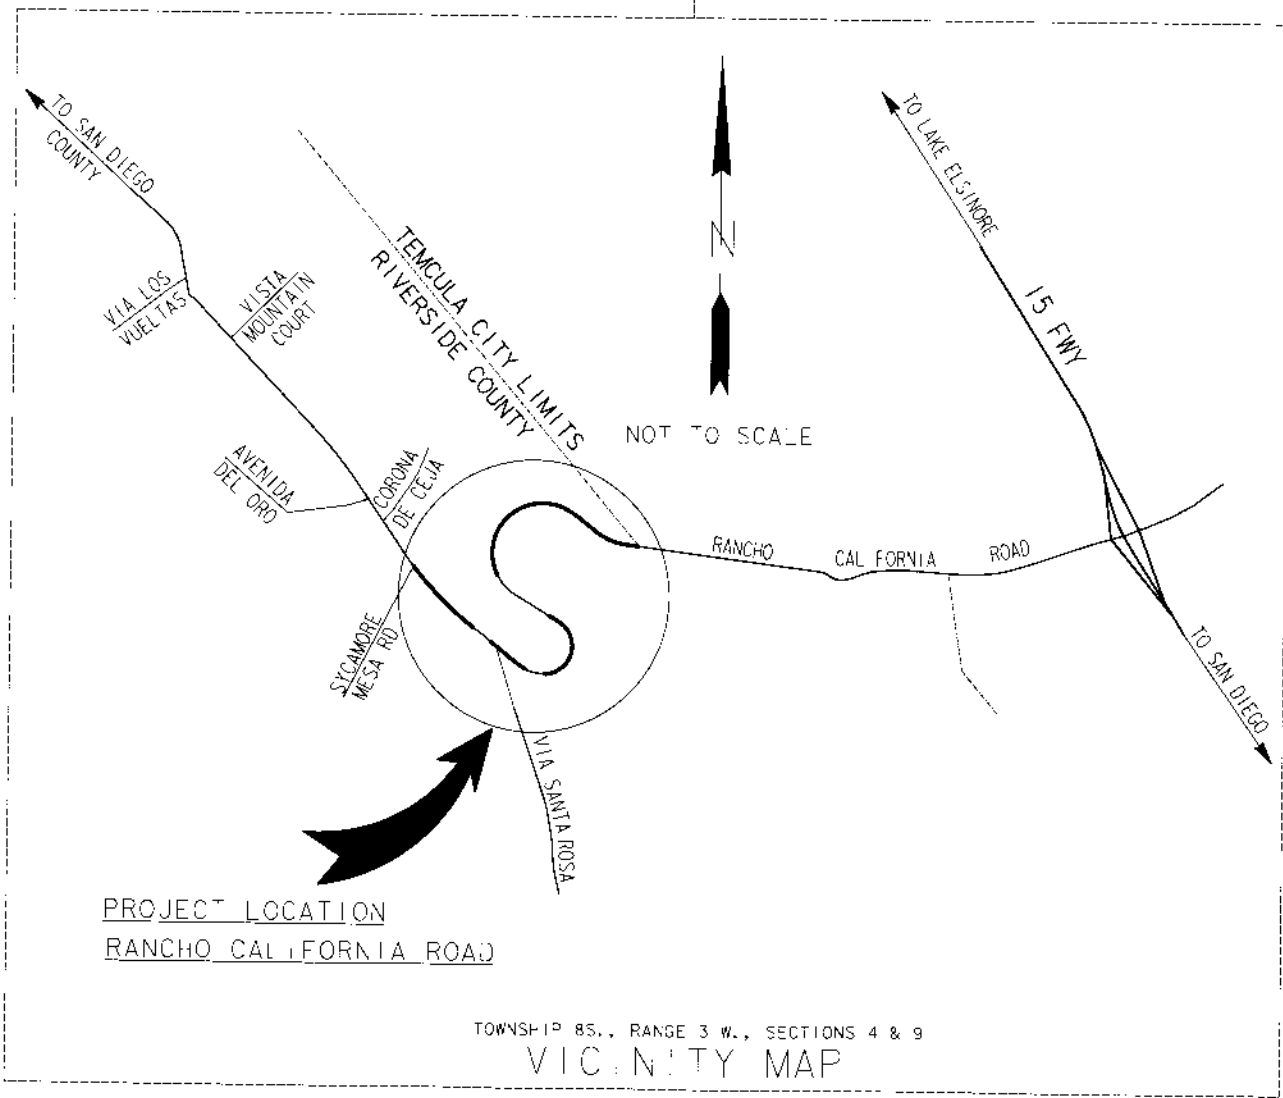 TO SAN DIEGO
COUNTY
VIA LOS
VUELTAS
VISTA
MOUNTAIN
COURT
TEMCULA CITY LIMITS
RIVERSIDE COUNTY
N
NOT TO SCALE
TO LAKE ELSINORE
15 FWY
AVENIDA
DEL ORO
CORONA
DE CEJA
RANCHO CALIFORNIA ROAD
SYCAMORE
MESA RD
TO SAN DIEGO
VIA SANTA ROSA
PROJECT LOCATION
RANCHO CALIFORNIA ROAD
TOWNSHIP 8S., RANGE 3 W., SECTIONS 4 & 9
VICINITY MAP